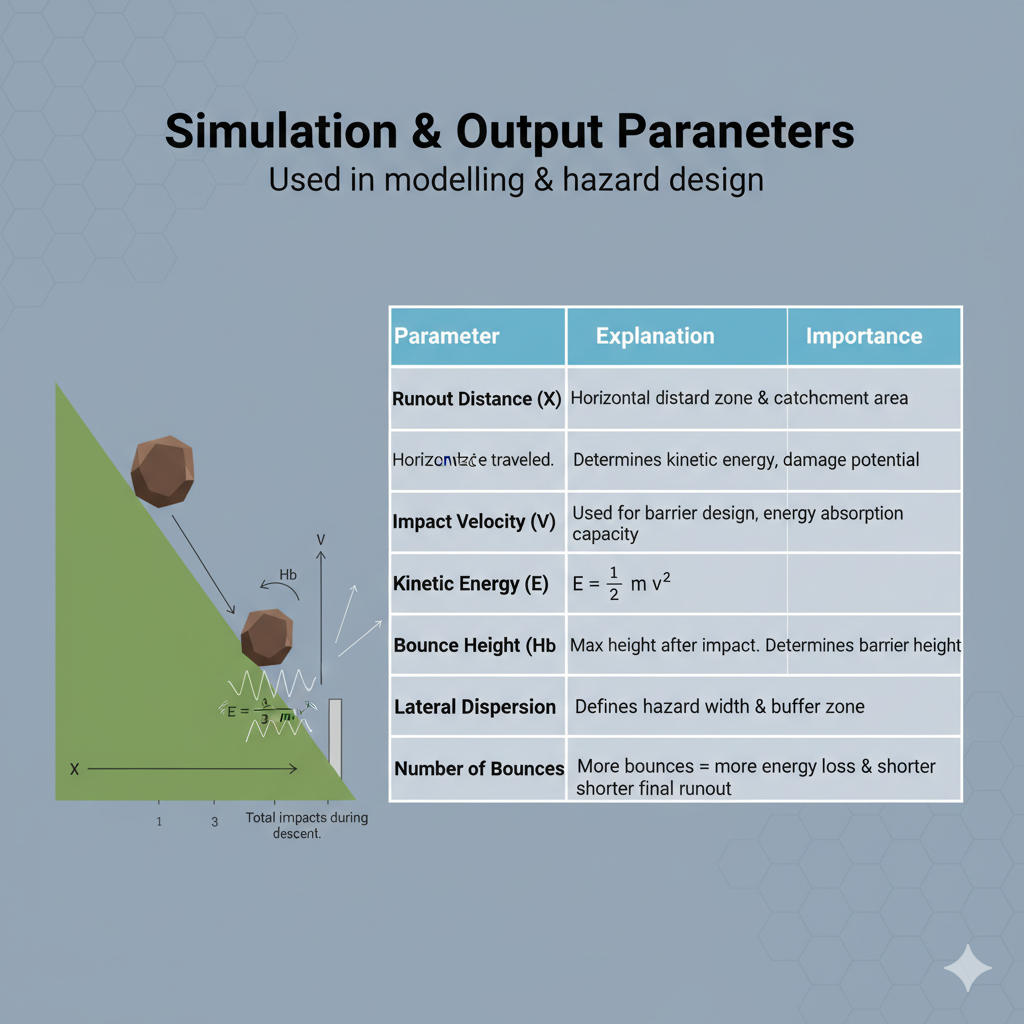 Simulation & Output Paraneters
Used in modelling & hazard design
Parameter Explanation Importance
Runout Distance (X) Horizontal distard zone & catchcment area
traveled. Determines kinetic energy, damage potential
Impact Velocity (V) Used for barrier design, energy absorption
capacity
Kinetic Energy (E) E = 1/2 m v²
Bounce Height (Hb Max height after impact. Determines barrier height
Lateral Dispersion Defines hazard width & buffer zone
Number of Bounces More bounces = more energy loss & shorter
shorter final runout
V
Hb
E =
X
1 3 Total impacts during
descent.